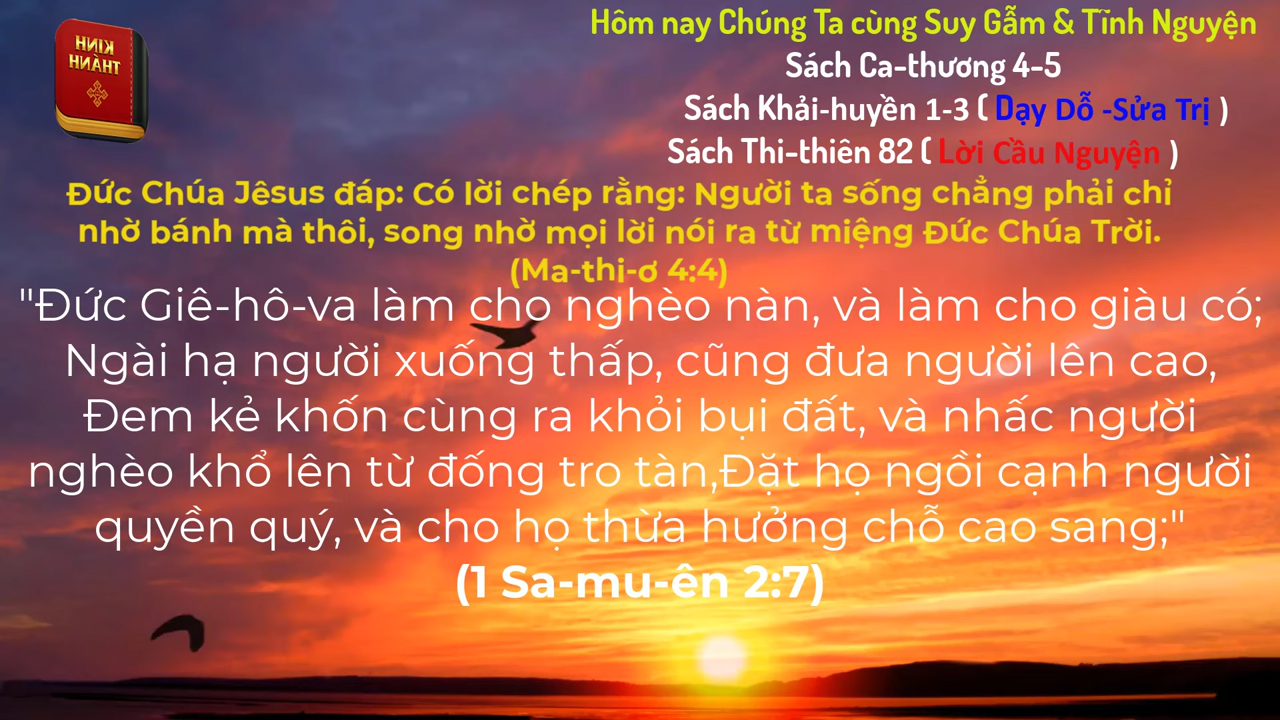 KINH
THÀNH
Hôm nay Chúng Ta cùng Suy Gẫm & Tĩnh Nguyện
Sách Ca-thương 4-5
Sách Khải-huyền 1-3 ( Dạy Dỗ -Sửa Trị )
Sách Thi-thiên 82 ( Lời Cầu Nguyện )
Đức Chúa Jêsus đáp: Có lời chép rằng: Người ta sống chẳng phải chỉ
nhờ bánh mà thôi, song nhờ mọi lời nói ra từ miệng Đức Chúa Trời.
(Ma-thi-ơ 4:4)
"Đức Giê-hô-va làm cho nghèo nàn, và làm cho giàu có;
Ngài hạ người xuống thấp, cũng đưa người lên cao,
Đem kẻ khốn cùng ra khỏi bụi đất, và nhấc người
nghèo khổ lên từ đống tro tàn,Đặt họ ngồi cạnh người
quyền quý, và cho họ thừa hưởng chỗ cao sang;"
(1 Sa-mu-ên 2:7)